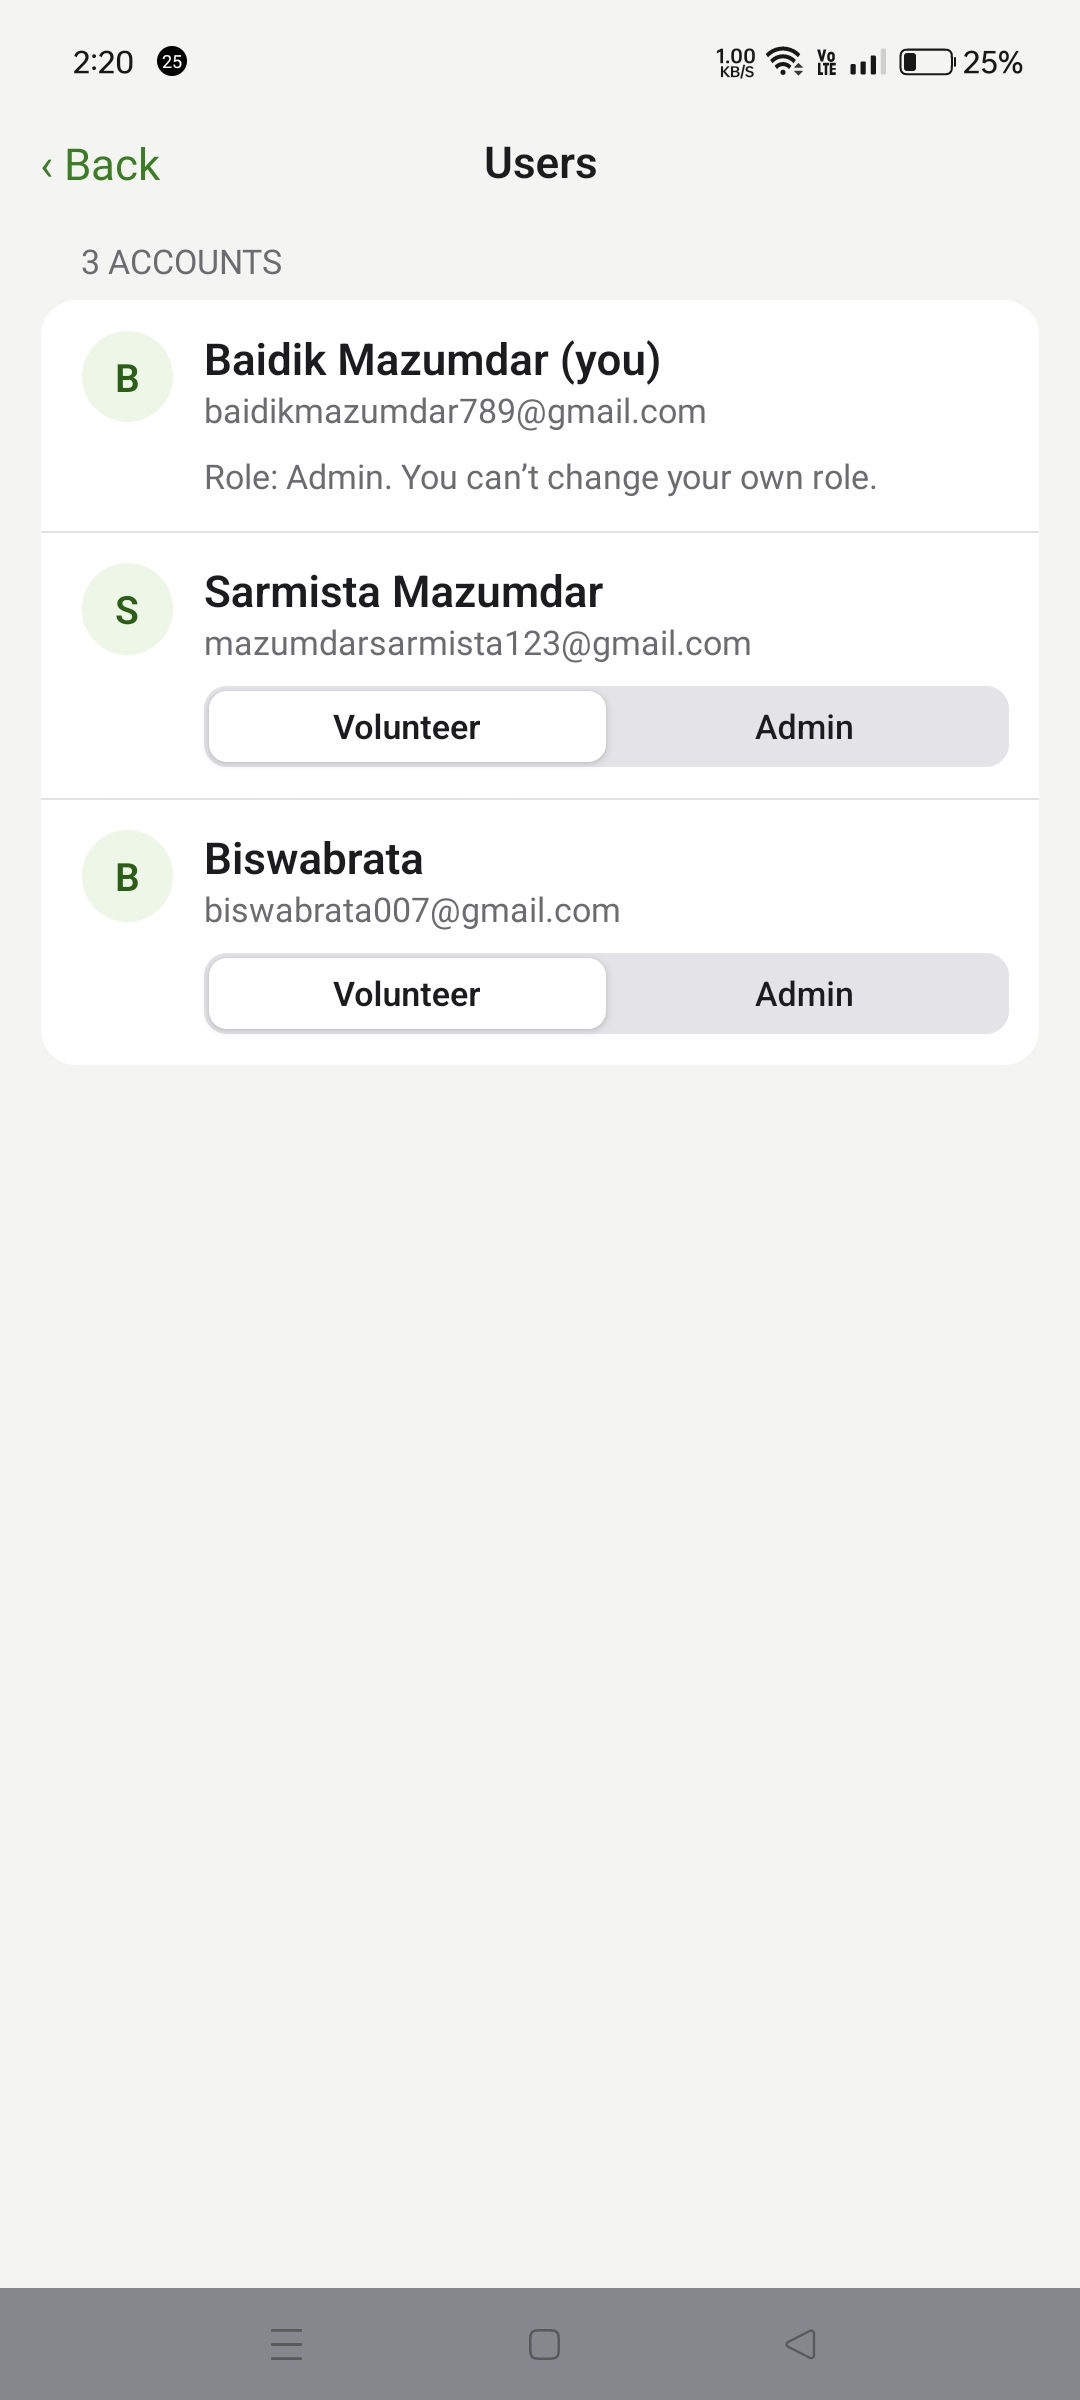 2:20 25 1.00 KB/S Vo LTE 25%
‹ Back Users
3 ACCOUNTS
B Baidik Mazumdar (you)
baidikmazumdar789@gmail.com
Role: Admin. You can’t change your own role.
S Sarmista Mazumdar
mazumdarsarmista123@gmail.com
Volunteer Admin
B Biswabrata
biswabrata007@gmail.com
Volunteer Admin